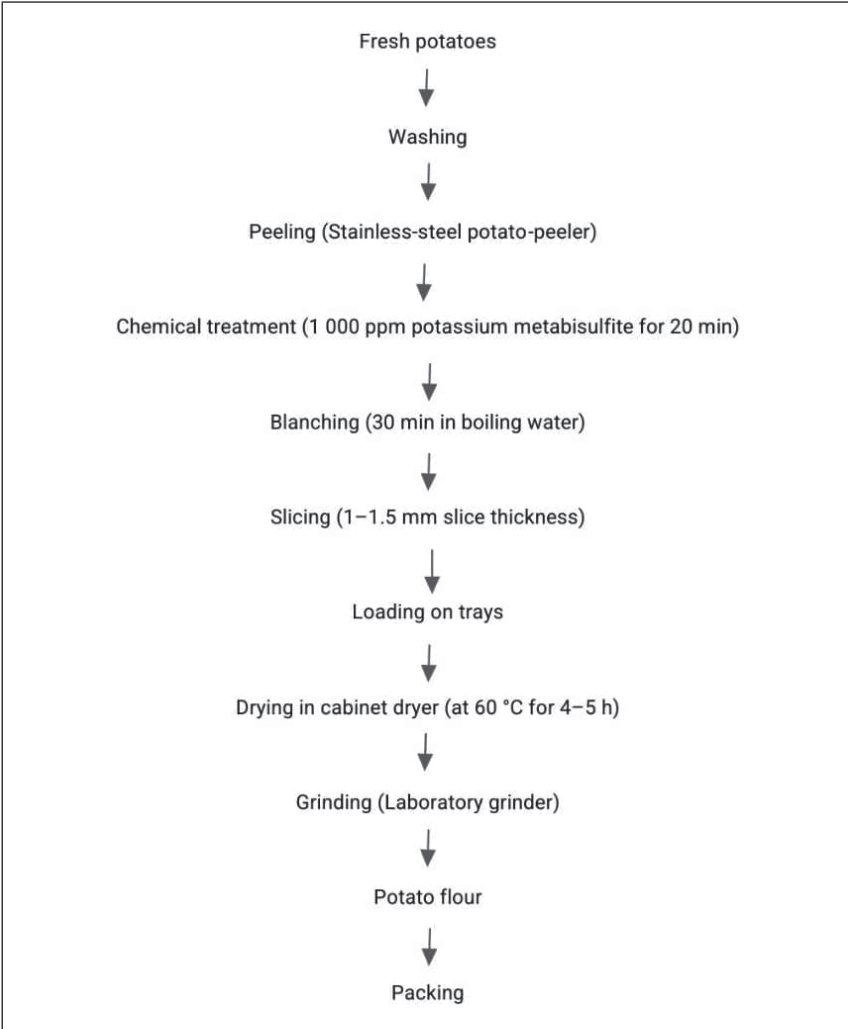 Fresh potatoes
Washing
Peeling (Stainless-steel potato-peeler)
Chemical treatment (1 000 ppm potassium metabisulfite for 20 min)
Blanching (30 min in boiling water)
Slicing (1–1.5 mm slice thickness)
Loading on trays
Drying in cabinet dryer (at 60 °C for 4–5 h)
Grinding (Laboratory grinder)
Potato flour
Packing